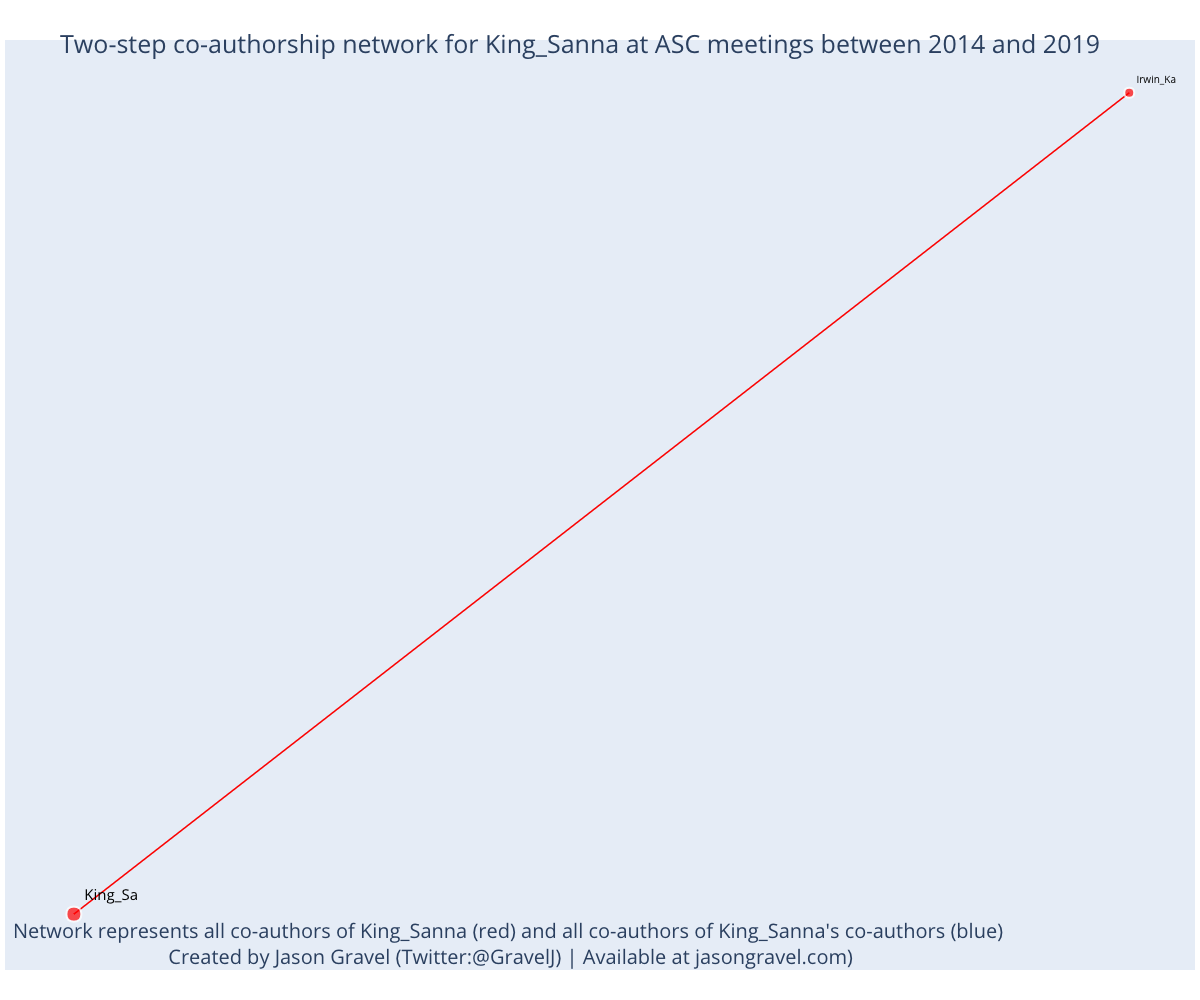 Two-step co-authorship network for King_Sanna at ASC meetings between 2014 and 2019
Irwin_Ka
King_Sa
Network represents all co-authors of King_Sanna (red) and all co-authors of King_Sanna's co-authors (blue)
Created by Jason Gravel (Twitter:@GravelJ) | Available at jasongravel.com)